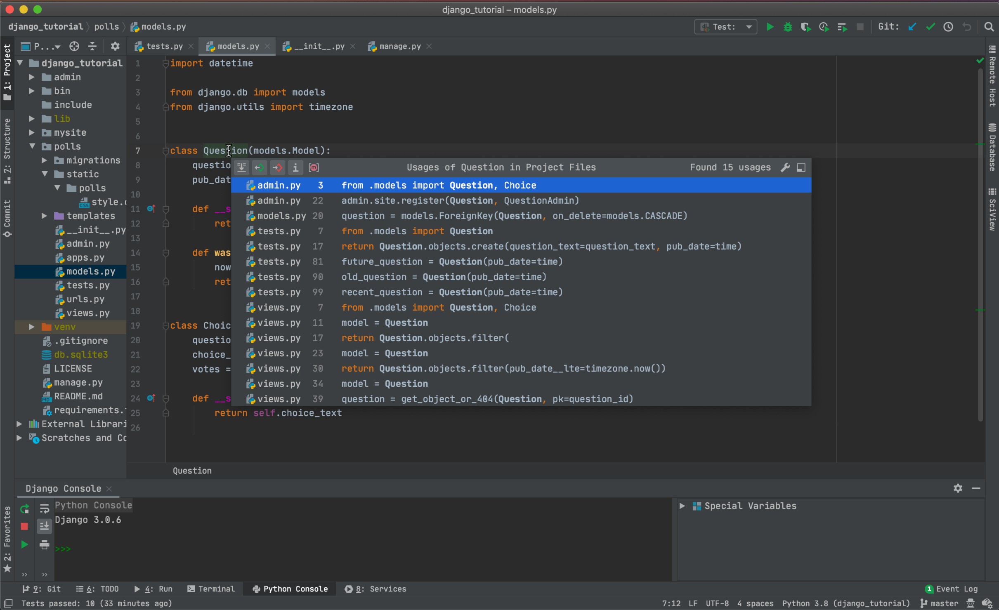 django_tutorial – models.py
django_tutorial polls models.py
Test:
Git:
1: Project
P...
tests.py
models.py
__init__.py
manage.py
django_tutorial
admin
bin
include
lib
mysite
polls
migrations
static
polls
style.
templates
__init__.py
admin.py
apps.py
models.py
tests.py
urls.py
views.py
venv
.gitignore
db.sqlite3
LICENSE
manage.py
README.md
requirements.
External Librari
Scratches and Co
7: Structure
Commit
2: Favorites
1 import datetime
2
3 from django.db import models
4 from django.utils import timezone
5
6
7 class Question(models.Model):
8 questio
9 pub_dat
10
11 def __s
12 ret
13
14 def was
15 now
16 ret
17
18
19 class Choic
20 questio
21 choice_
22 votes =
23
24 def __s
25 return self.choice_text
26
Usages of Question in Project Files
Found 15 usages
admin.py 3 from .models import Question, Choice
admin.py 22 admin.site.register(Question, QuestionAdmin)
models.py 20 question = models.ForeignKey(Question, on_delete=models.CASCADE)
tests.py 7 from .models import Question
tests.py 17 return Question.objects.create(question_text=question_text, pub_date=time)
tests.py 81 future_question = Question(pub_date=time)
tests.py 90 old_question = Question(pub_date=time)
tests.py 99 recent_question = Question(pub_date=time)
views.py 7 from .models import Question, Choice
views.py 11 model = Question
views.py 17 return Question.objects.filter(
views.py 23 model = Question
views.py 30 return Question.objects.filter(pub_date__lte=timezone.now())
views.py 34 model = Question
views.py 39 question = get_object_or_404(Question, pk=question_id)
Question
Remote Host
Database
SciView
Django Console
Python Console
Django 3.0.6
>>>
Special Variables
9: Git
6: TODO
4: Run
Terminal
Python Console
8: Services
1 Event Log
Tests passed: 10 (33 minutes ago)
7:12 LF UTF-8 4 spaces Python 3.8 (django_tutorial) master